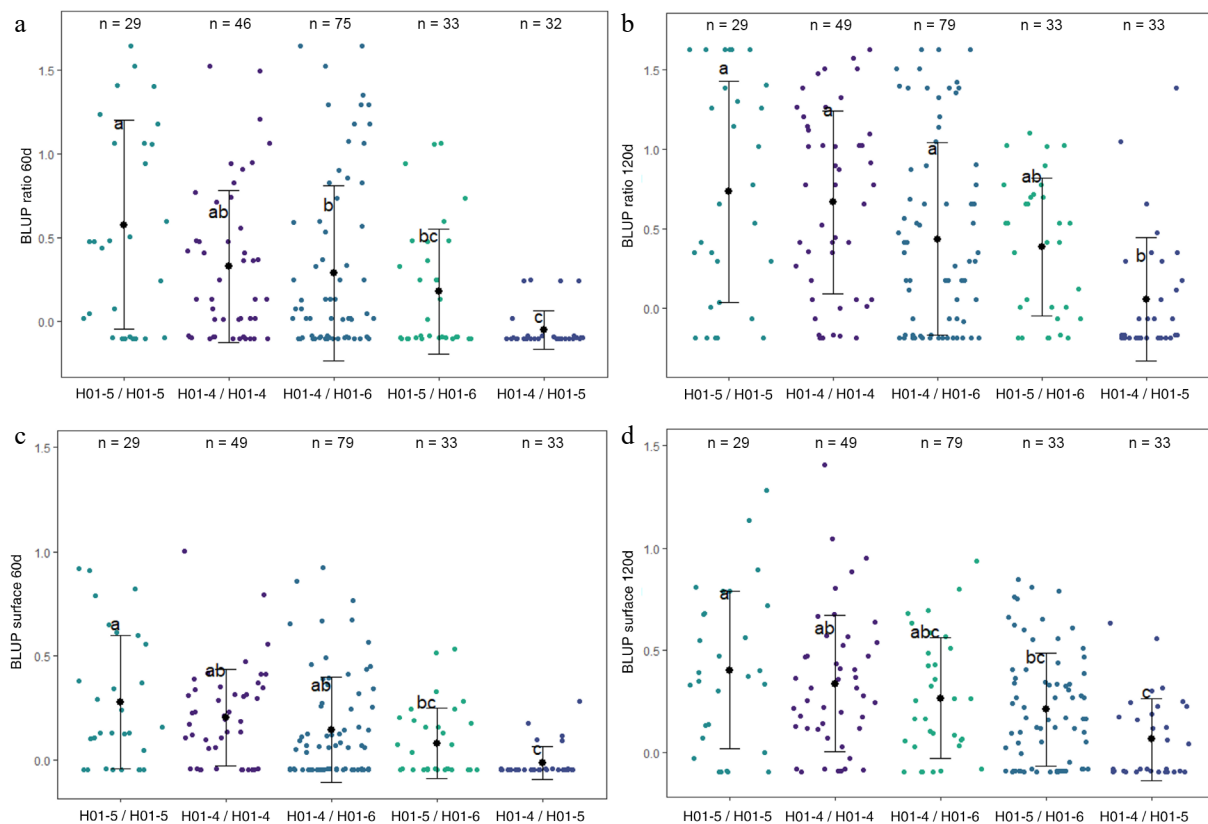 a
n = 29 n = 46 n = 75 n = 33 n = 32
BLUP ratio 60d
1.5
1.0
0.5
0.0
a ab b bc c
H01-5 / H01-5 H01-4 / H01-4 H01-4 / H01-6 H01-5 / H01-6 H01-4 / H01-5
b
n = 29 n = 49 n = 79 n = 33 n = 33
BLUP ratio 120d
1.5
1.0
0.5
0.0
a a a ab b
H01-5 / H01-5 H01-4 / H01-4 H01-4 / H01-6 H01-5 / H01-6 H01-4 / H01-5
c
n = 29 n = 49 n = 79 n = 33 n = 33
BLUP surface 60d
1.5
1.0
0.5
0.0
a ab ab bc c
H01-5 / H01-5 H01-4 / H01-4 H01-4 / H01-6 H01-5 / H01-6 H01-4 / H01-5
d
n = 29 n = 49 n = 79 n = 33 n = 33
BLUP surface 120d
1.5
1.0
0.5
0.0
a ab abc bc c
H01-5 / H01-5 H01-4 / H01-4 H01-4 / H01-6 H01-5 / H01-6 H01-4 / H01-5